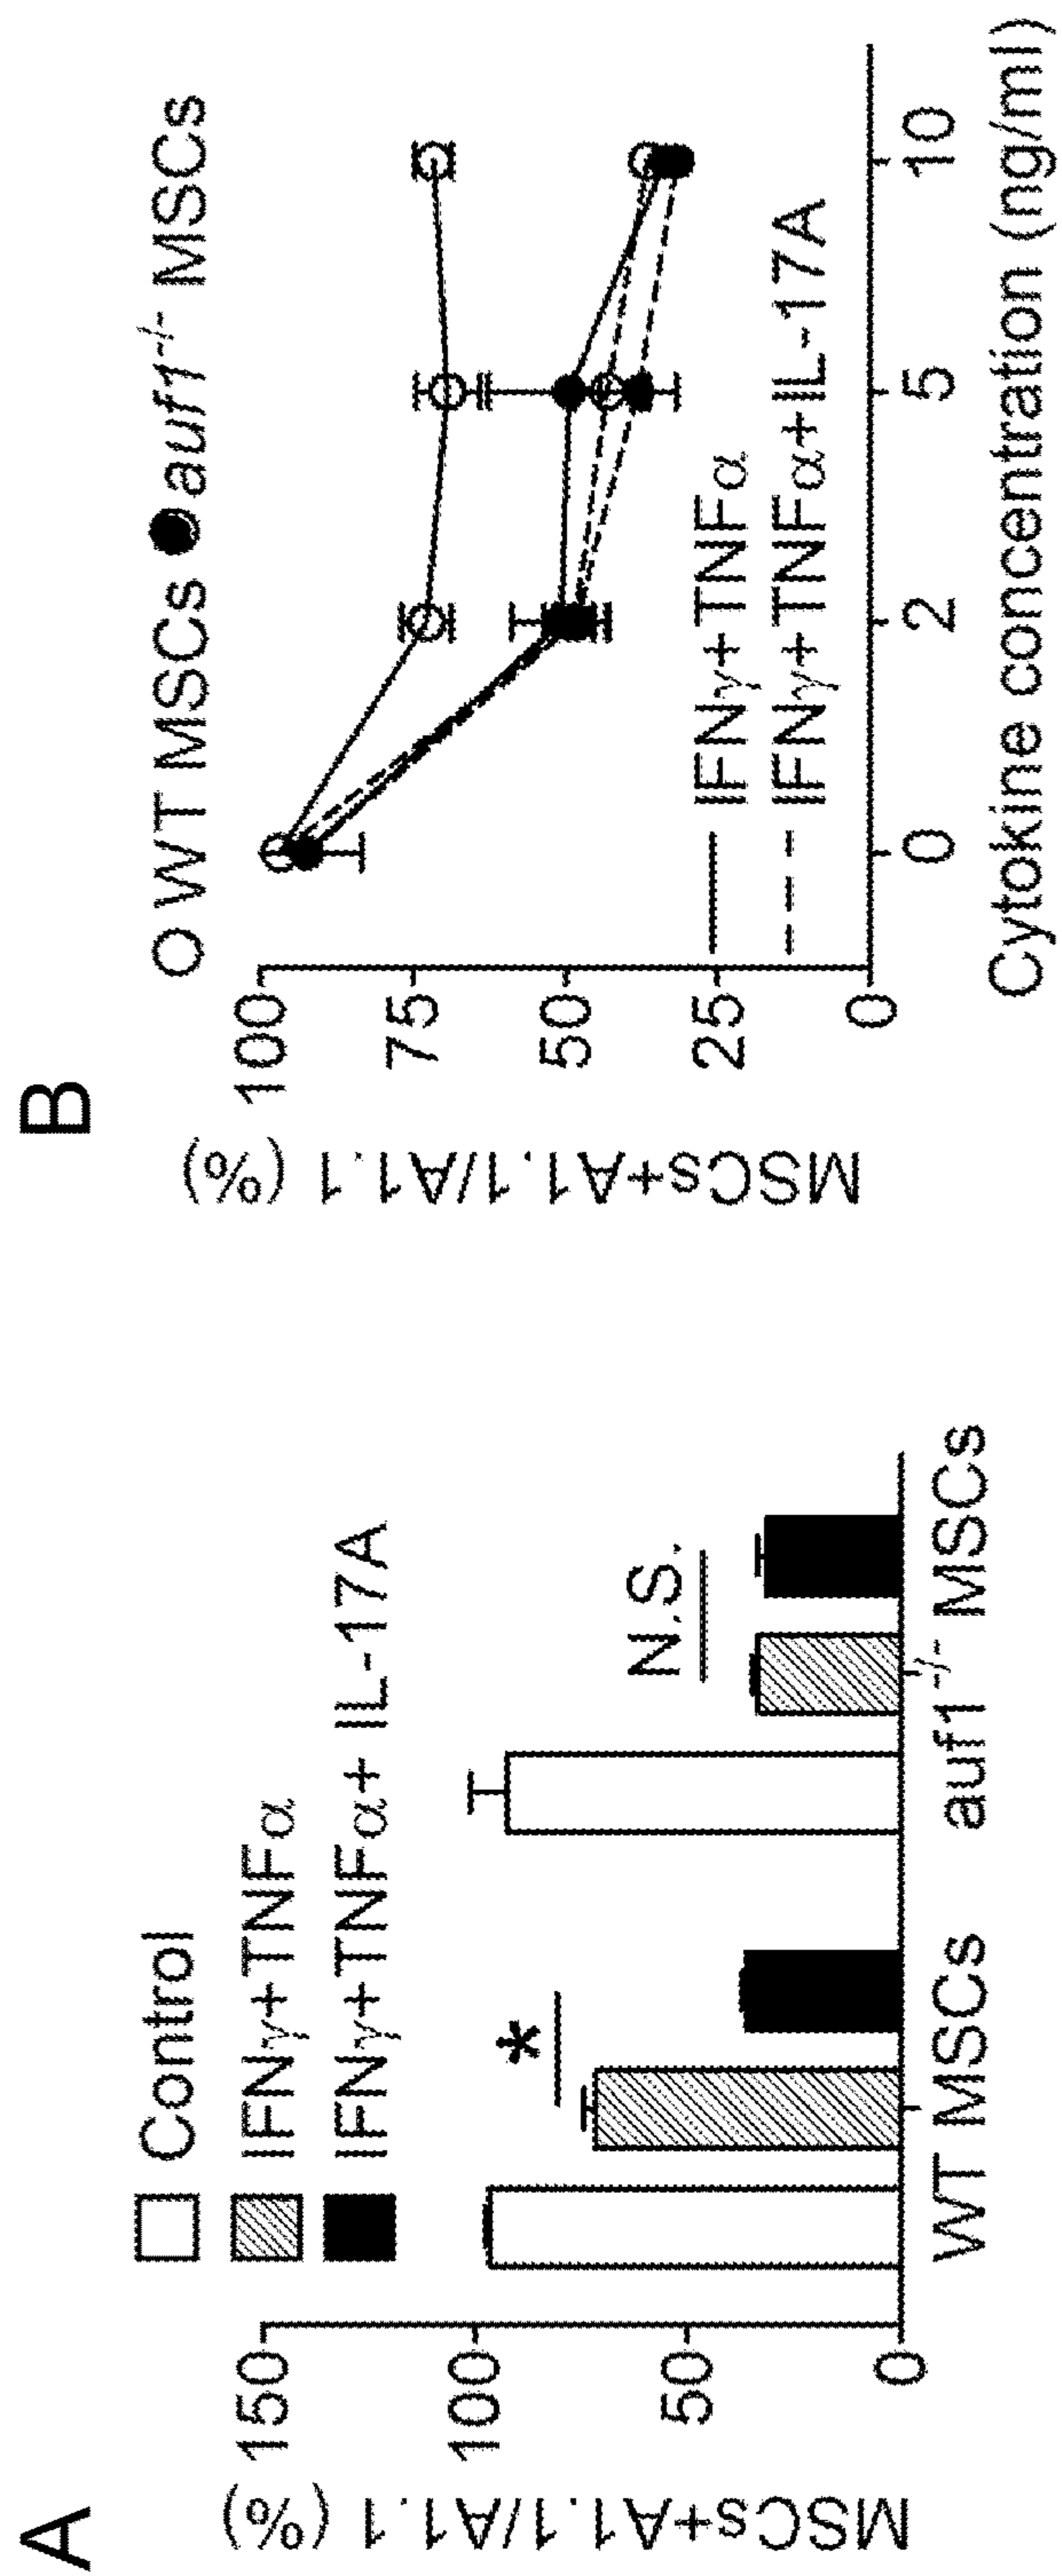 A
Control
IFNγ+TNFα
IFNγ+TNFα+ IL-17A
MSCs+A1.1/A1.1 (%)
150
100
50
0
*
N.S.
WT MSCs
auf1-/- MSCs
B
WT MSCs
auf1-/- MSCs
MSCs+A1.1/A1.1 (%)
100
75
50
25
0
IFNγ+TNFα
IFNγ+TNFα+IL-17A
0 2 5 10
Cytokine concentration (ng/ml)